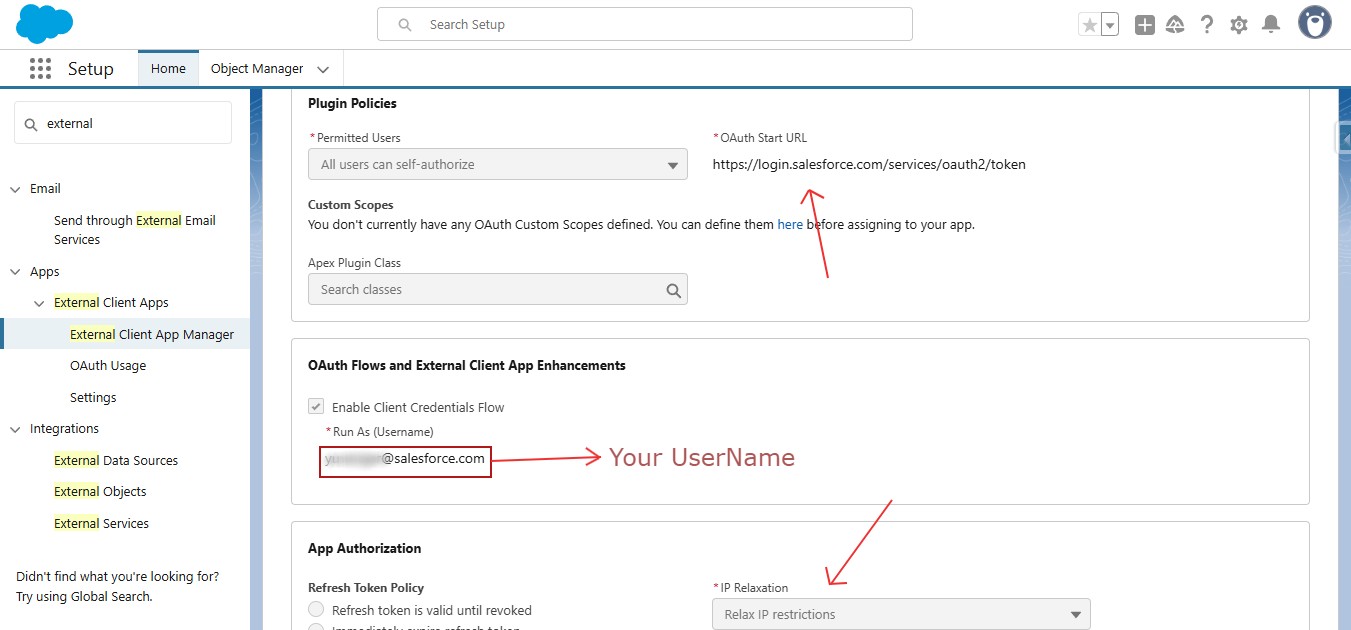 Search Setup
Setup
Home
Object Manager
external
Email
Send through External Email
Services
Apps
External Client Apps
External Client App Manager
OAuth Usage
Settings
Integrations
External Data Sources
External Objects
External Services
Didn't find what you're looking for?
Try using Global Search.
Plugin Policies
*Permitted Users
All users can self-authorize
*OAuth Start URL
https://login.salesforce.com/services/oauth2/token
Custom Scopes
You don't currently have any OAuth Custom Scopes defined. You can define them here before assigning to your app.
Apex Plugin Class
Search classes
OAuth Flows and External Client App Enhancements
Enable Client Credentials Flow
*Run As (Username)
@salesforce.com
Your UserName
App Authorization
Refresh Token Policy
Refresh token is valid until revoked
Immediately expire refresh token
*IP Relaxation
Relax IP restrictions